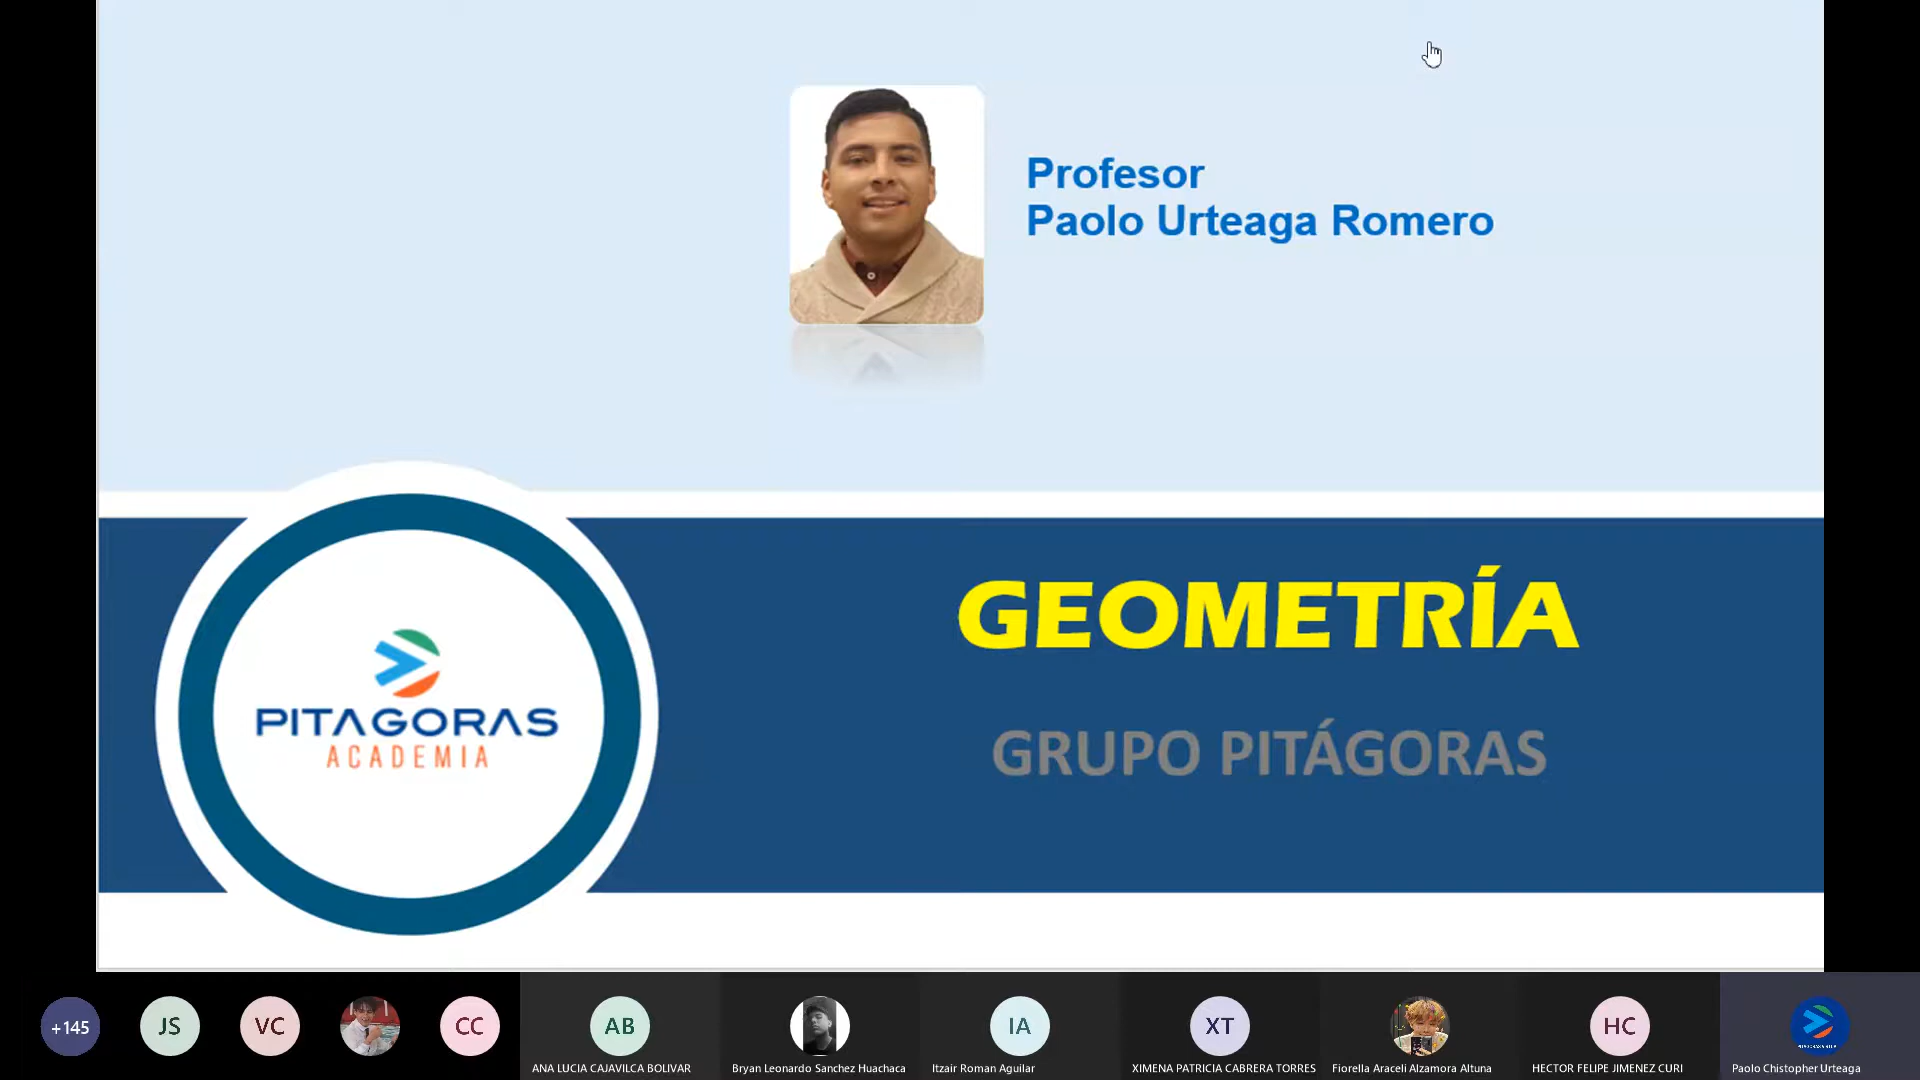 Profesor
Paolo Urteaga Romero
GEOMETRÍA
GRUPO PITÁGORAS
PITAGORAS
ACADEMIA
+145
JS
VC
CC
AB
IA
XT
HC
ANA LUCIA CAJAVILCA BOLIVAR
Bryan Leonardo Sanchez Huachaca
Itzair Roman Aguilar
XIMENA PATRICIA CABRERA TORRES
Fiorella Araceli Alzamora Altuna
HECTOR FELIPE JIMENEZ CURI
Paolo Chistopher Urteaga